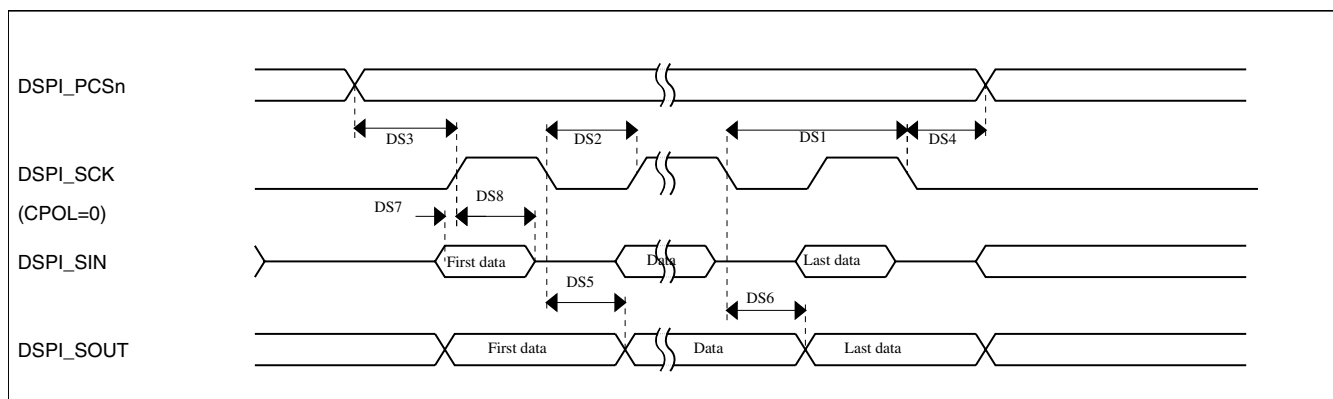 DSPI_PCSn
DS3
DS2
DS1
DS4
DSPI_SCK
(CPOL=0)
DS7
DS8
DSPI_SIN
First data
Data
Last data
DS5
DS6
DSPI_SOUT
First data
Data
Last data